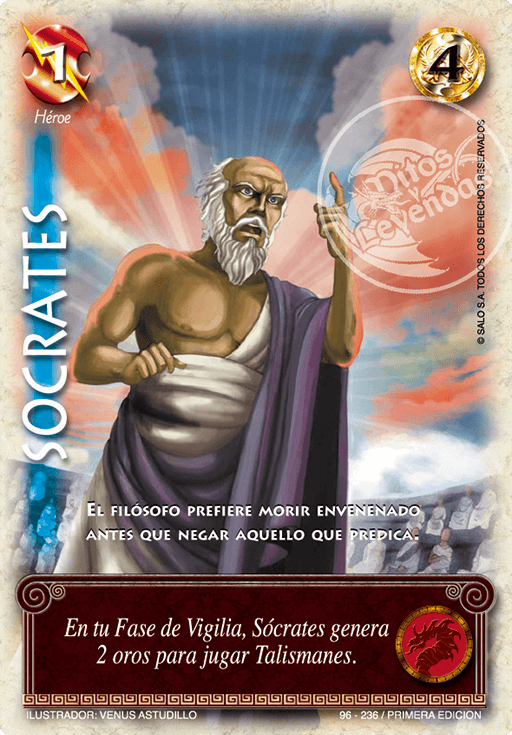 1
4
Héroe
Mitos
y
Leyendas
© SALO S.A. TODOS LOS DERECHOS RESERVADOS
SOCRATES
EL FILÓSOFO PREFIERE MORIR ENVENENADO
ANTES QUE NEGAR AQUELLO QUE PREDICA.
En tu Fase de Vigilia, Sócrates genera
2 oros para jugar Talismanes.
ILUSTRADOR: VENUS ASTUDILLO
96 - 236 / PRIMERA EDICION